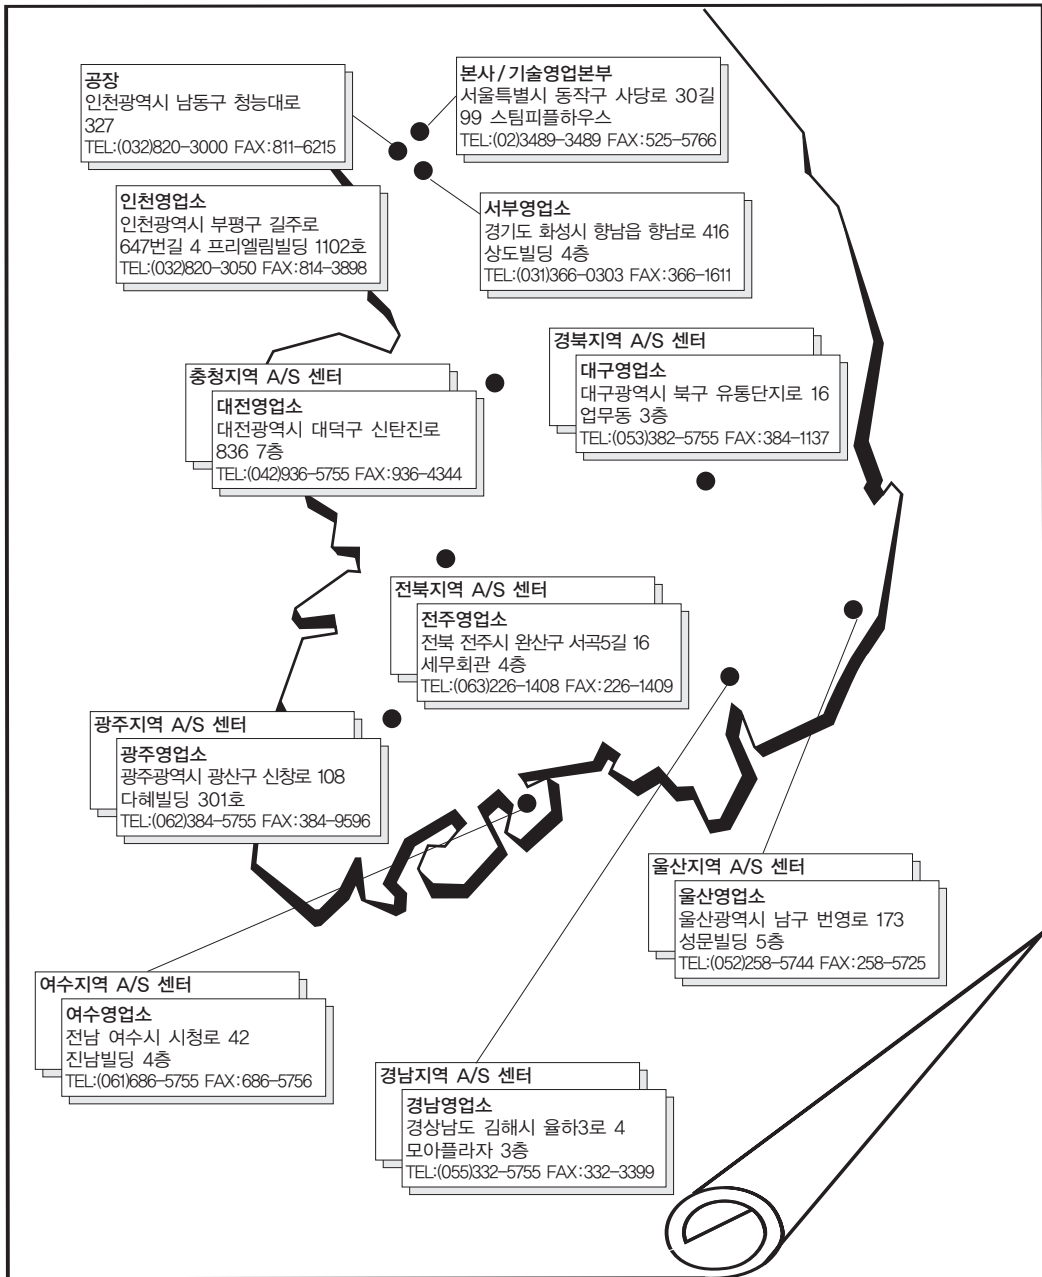 공장
인천광역시 남동구 청능대로
327
TEL:(032)820-3000 FAX:811-6215
본사/기술영업본부
서울특별시 동작구 사당로 30길
99 스팀피플하우스
TEL:(02)3489-3489 FAX:525-5766
인천영업소
인천광역시 부평구 길주로
647번길 4 프리엘림빌딩 1102호
TEL:(032)820-3050 FAX:814-3898
서부영업소
경기도 화성시 향남읍 향남로 416
상도빌딩 4층
TEL:(031)366-0303 FAX:366-1611
경북지역 A/S 센터
대구영업소
대구광역시 북구 유통단지로 16
업무동 3층
TEL:(053)382-5755 FAX:384-1137
충청지역 A/S 센터
대전영업소
대전광역시 대덕구 신탄진로
836 7층
TEL:(042)936-5755 FAX:936-4344
전북지역 A/S 센터
전주영업소
전북 전주시 완산구 서곡5길 16
세무회관 4층
TEL:(063)226-1408 FAX:226-1409
광주지역 A/S 센터
광주영업소
광주광역시 광산구 신창로 108
다혜빌딩 301호
TEL:(062)384-5755 FAX:384-9596
울산지역 A/S 센터
울산영업소
울산광역시 남구 번영로 173
성문빌딩 5층
TEL:(052)258-5744 FAX:258-5725
여수지역 A/S 센터
여수영업소
전남 여수시 시청로 42
진남빌딩 4층
TEL:(061)686-5755 FAX:686-5756
경남지역 A/S 센터
경남영업소
경상남도 김해시 율하3로 4
모아플라자 3층
TEL:(055)332-5755 FAX:332-3399